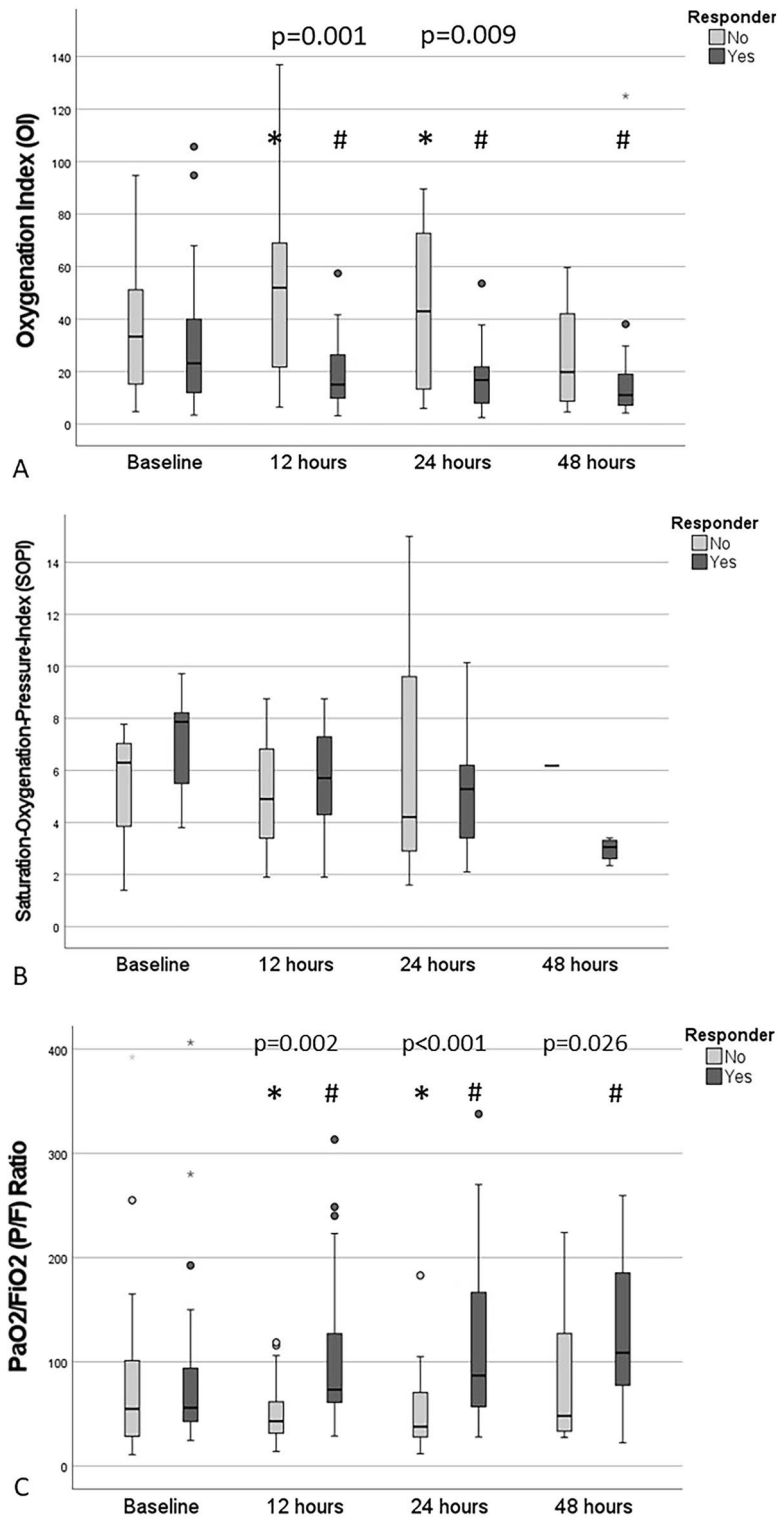 Responder
No
Yes
p=0.001 p=0.009
Oxygenation Index (OI)
140
120
* # * # #
100
80
60
40
20
0
Baseline 12 hours 24 hours 48 hours
A
Responder
No
Yes
Saturation-Oxygenation-Pressure-Index (SOPI)
14
12
10
8
6
4
2
0
Baseline 12 hours 24 hours 48 hours
B
Responder
No
Yes
p=0.002 p<0.001 p=0.026
PaO2/FiO2 (P/F) Ratio
400
* # * # #
300
200
100
0
Baseline 12 hours 24 hours 48 hours
C